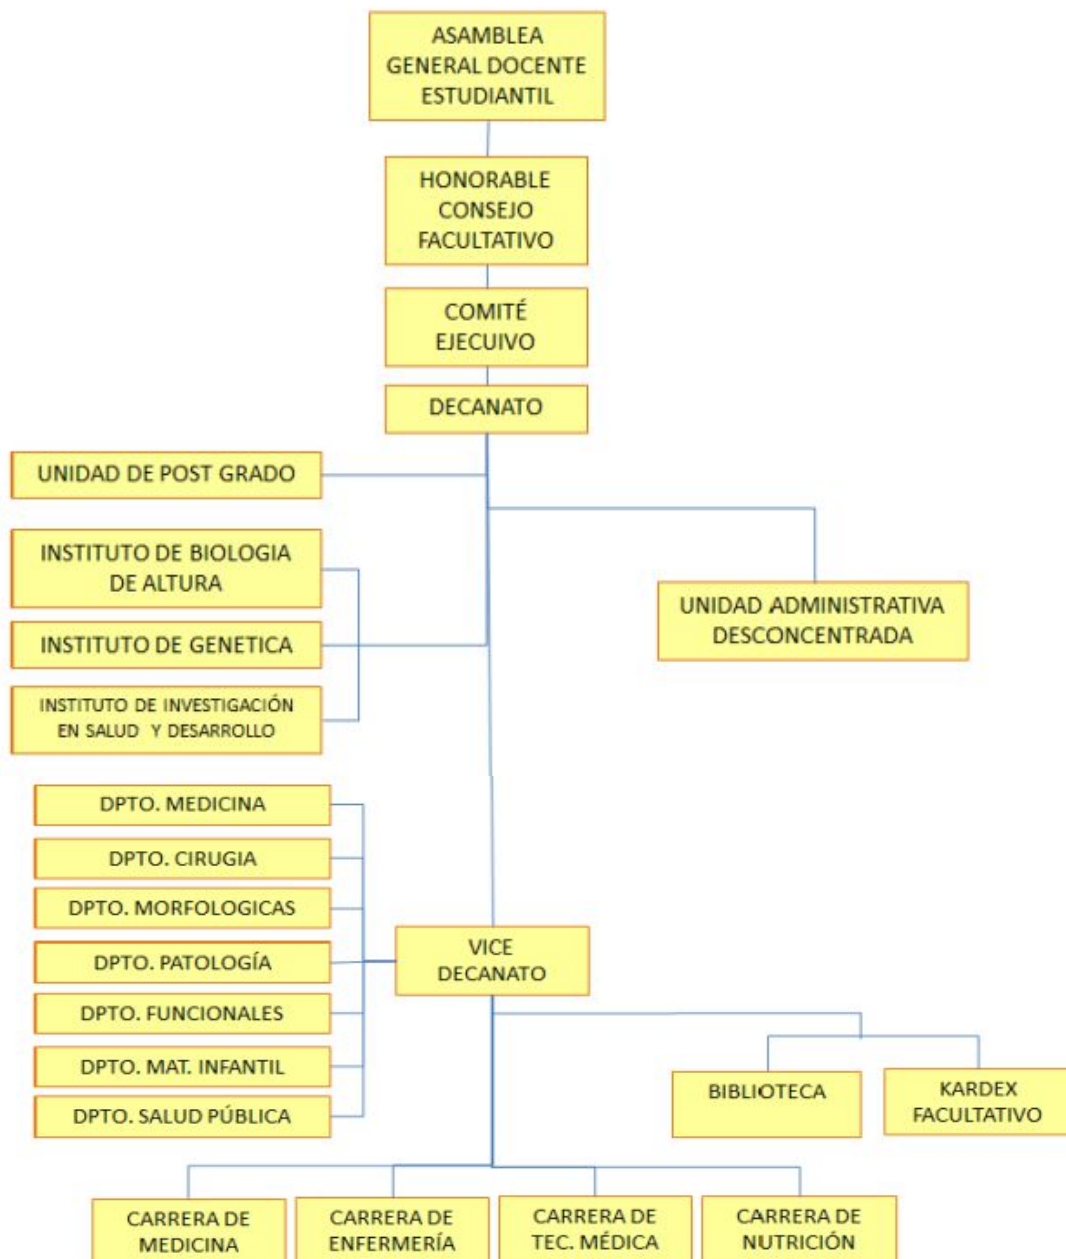 ASAMBLEA
GENERAL DOCENTE
ESTUDIANTIL
HONORABLE
CONSEJO
FACULTATIVO
COMITÉ
EJECUIVO
DECANATO
UNIDAD DE POST GRADO
INSTITUTO DE BIOLOGIA
DE ALTURA
INSTITUTO DE GENETICA
INSTITUTO DE INVESTIGACIÓN
EN SALUD Y DESARROLLO
UNIDAD ADMINISTRATIVA
DESCONCENTRADA
DPTO. MEDICINA
DPTO. CIRUGIA
DPTO. MORFOLOGICAS
DPTO. PATOLOGÍA
DPTO. FUNCIONALES
DPTO. MAT. INFANTIL
DPTO. SALUD PÚBLICA
VICE
DECANATO
BIBLIOTECA
KARDEX
FACULTATIVO
CARRERA DE
MEDICINA
CARRERA DE
ENFERMERÍA
CARRERA DE
TEC. MÉDICA
CARRERA DE
NUTRICIÓN